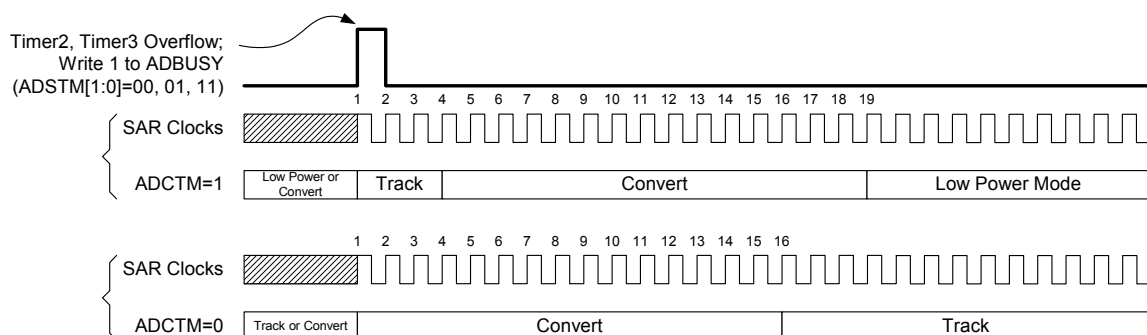 Timer2, Timer3 Overflow;
Write 1 to ADBUSY
(ADSTM[1:0]=00, 01, 11)
1 2 3 4 5 6 7 8 9 10 11 12 13 14 15 16 17 18 19
SAR Clocks
ADCTM=1
Low Power or
Convert
Track
Convert
Low Power Mode
1 2 3 4 5 6 7 8 9 10 11 12 13 14 15 16
SAR Clocks
ADCTM=0
Track or Convert
Convert
Track